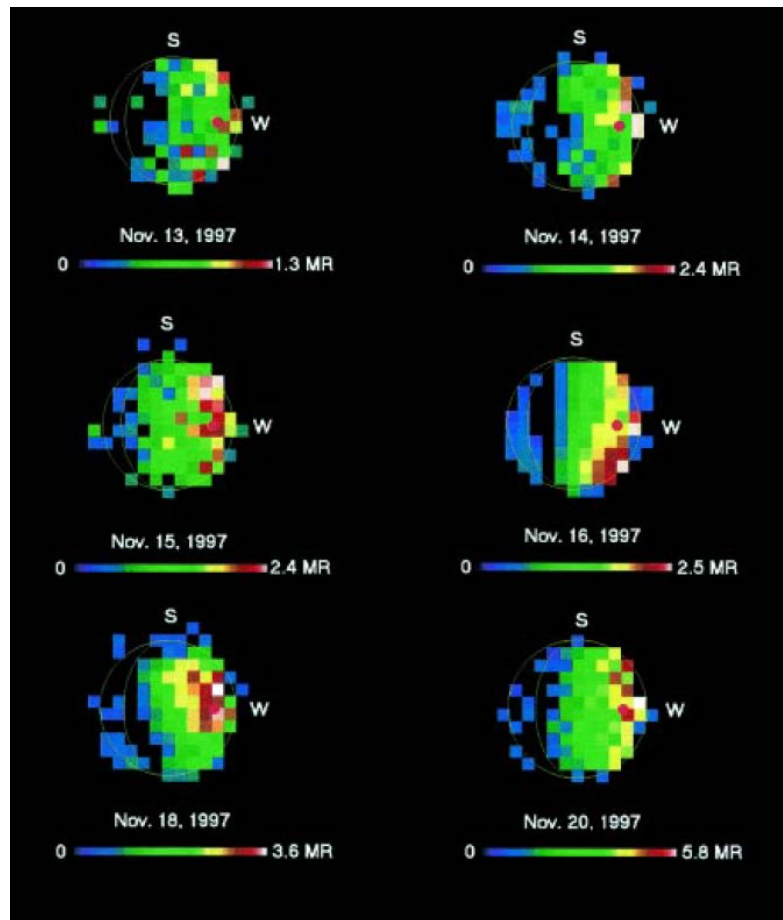 S
S
W
W
Nov. 13, 1997
Nov. 14, 1997
0 1.3 MR
0 2.4 MR
S
S
W
W
Nov. 15, 1997
Nov. 16, 1997
0 2.4 MR
0 2.5 MR
S
S
W
W
Nov. 18, 1997
Nov. 20, 1997
0 3.6 MR
0 5.8 MR